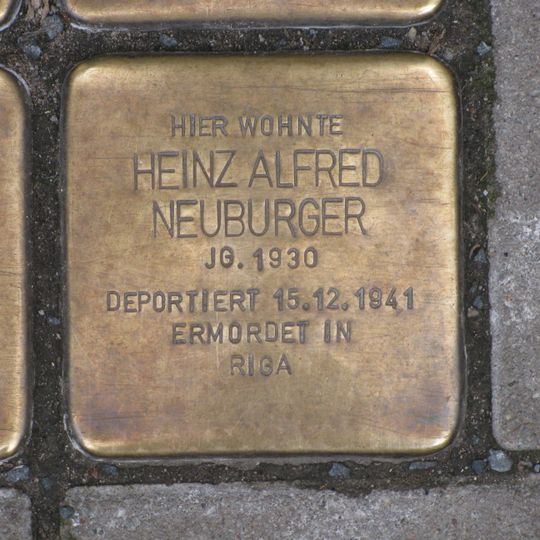 HIER WOHNTE
HEINZ ALFRED
NEUBURGER
JG. 1930
DEPORTIERT 15.12.1941
ERMORDET IN
RIGA